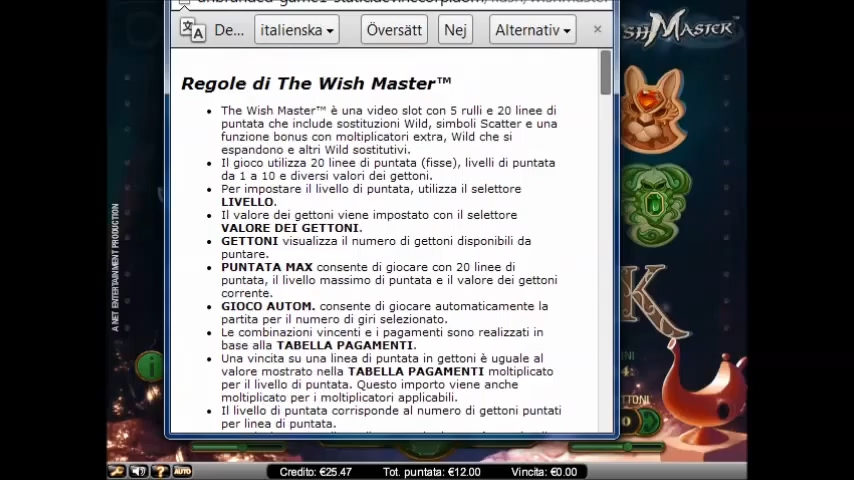 De...
italienska
Översätt
Nej
Alternativ
Regole di The Wish Master™
The Wish Master™ è una video slot con 5 rulli e 20 linee di
puntata che include sostituzioni Wild, simboli Scatter e una
funzione bonus con moltiplicatori extra, Wild che si
espandono e altri Wild sostitutivi.
Il gioco utilizza 20 linee di puntata (fisse), livelli di puntata
da 1 a 10 e diversi valori dei gettoni.
Per impostare il livello di puntata, utilizza il selettore
LIVELLO.
Il valore dei gettoni viene impostato con il selettore
VALORE DEI GETTONI.
GETTONI visualizza il numero di gettoni disponibili da
puntare.
PUNTATA MAX consente di giocare con 20 linee di
puntata, il livello massimo di puntata e il valore dei gettoni
corrente.
GIOCO AUTOM. consente di giocare automaticamente la
partita per il numero di giri selezionato.
Le combinazioni vincenti e i pagamenti sono realizzati in
base alla TABELLA PAGAMENTI.
Una vincita su una linea di puntata in gettoni è uguale al
valore mostrato nella TABELLA PAGAMENTI moltiplicato
per il livello di puntata. Questo importo viene anche
moltiplicato per i moltiplicatori applicabili.
Il livello di puntata corrisponde al numero di gettoni puntati
per linea di puntata.
A NET ENTERTAINMENT PRODUCTION
MASTER™
K
AUTO
Credito: €25.47
Tot. puntata: €12.00
Vincita: €0.00